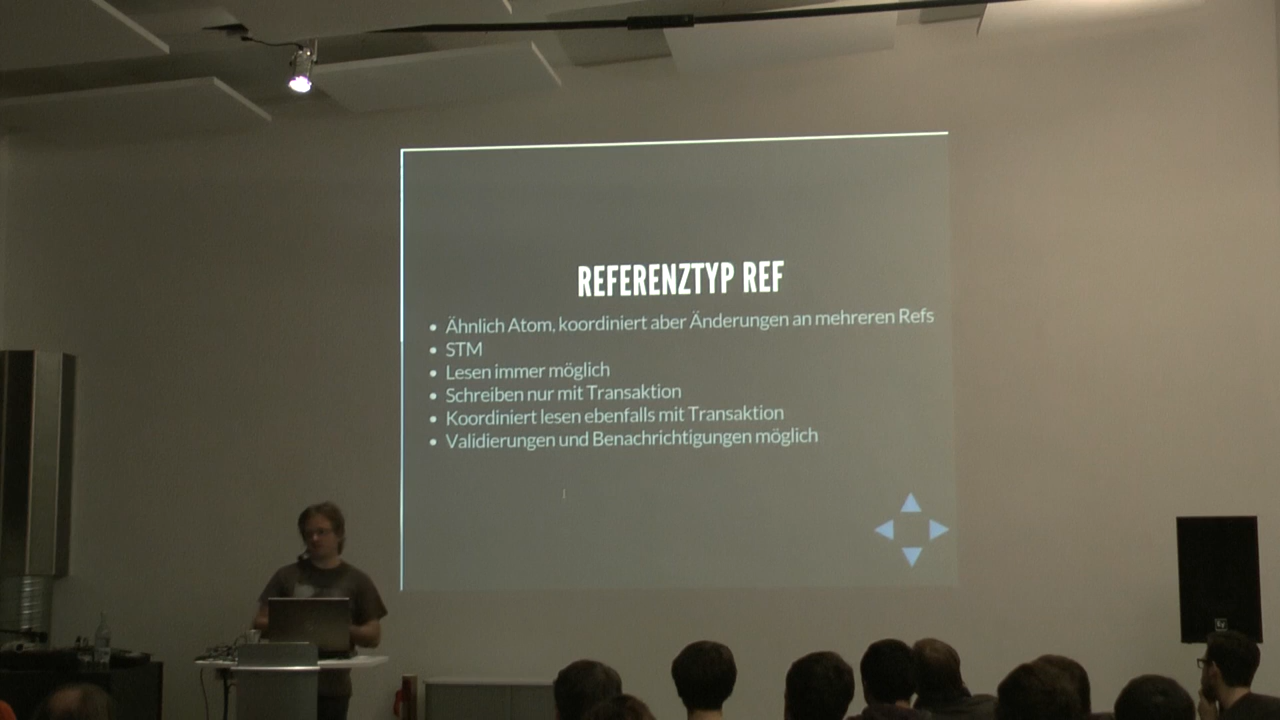 REFERENZTYP REF
Ähnlich Atom, koordiniert aber Änderungen an mehreren Refs
STM
Lesen immer möglich
Schreiben nur mit Transaktion
Koordiniert lesen ebenfalls mit Transaktion
Validierungen und Benachrichtigungen möglich